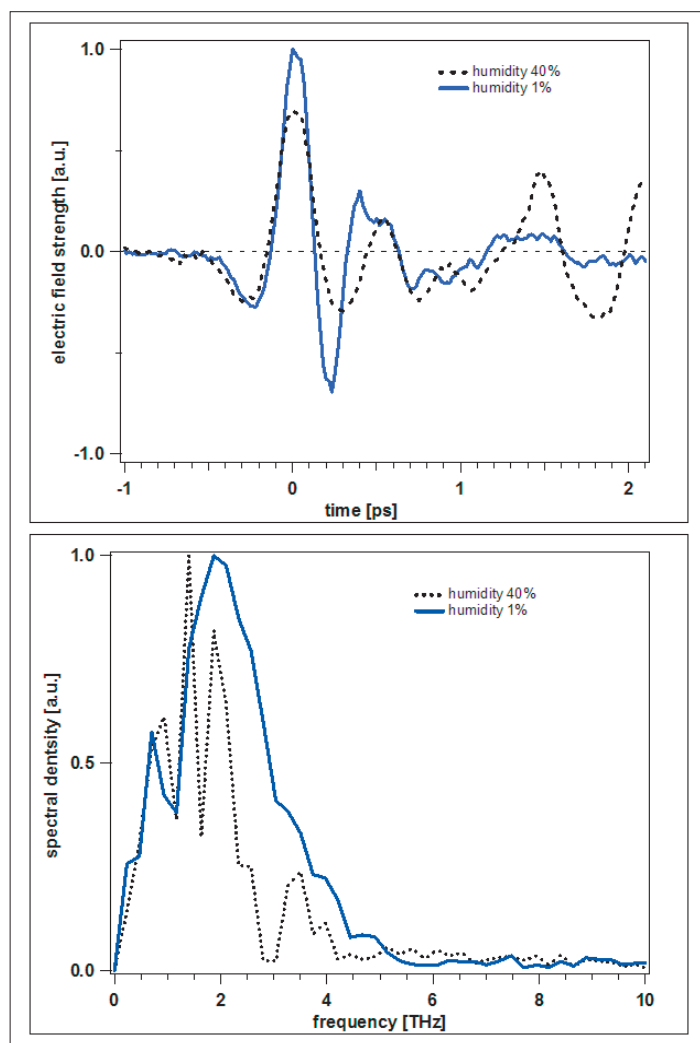 1.0
humidity 40%
humidity 1%
0.0
-1.0
electric field strength [a.u.]
-1
0
1
2
time [ps]
1.0
humidity 40%
humidity 1%
0.5
0.0
spectral dentsity [a.u.]
0
2
4
6
8
10
frequency [THz]